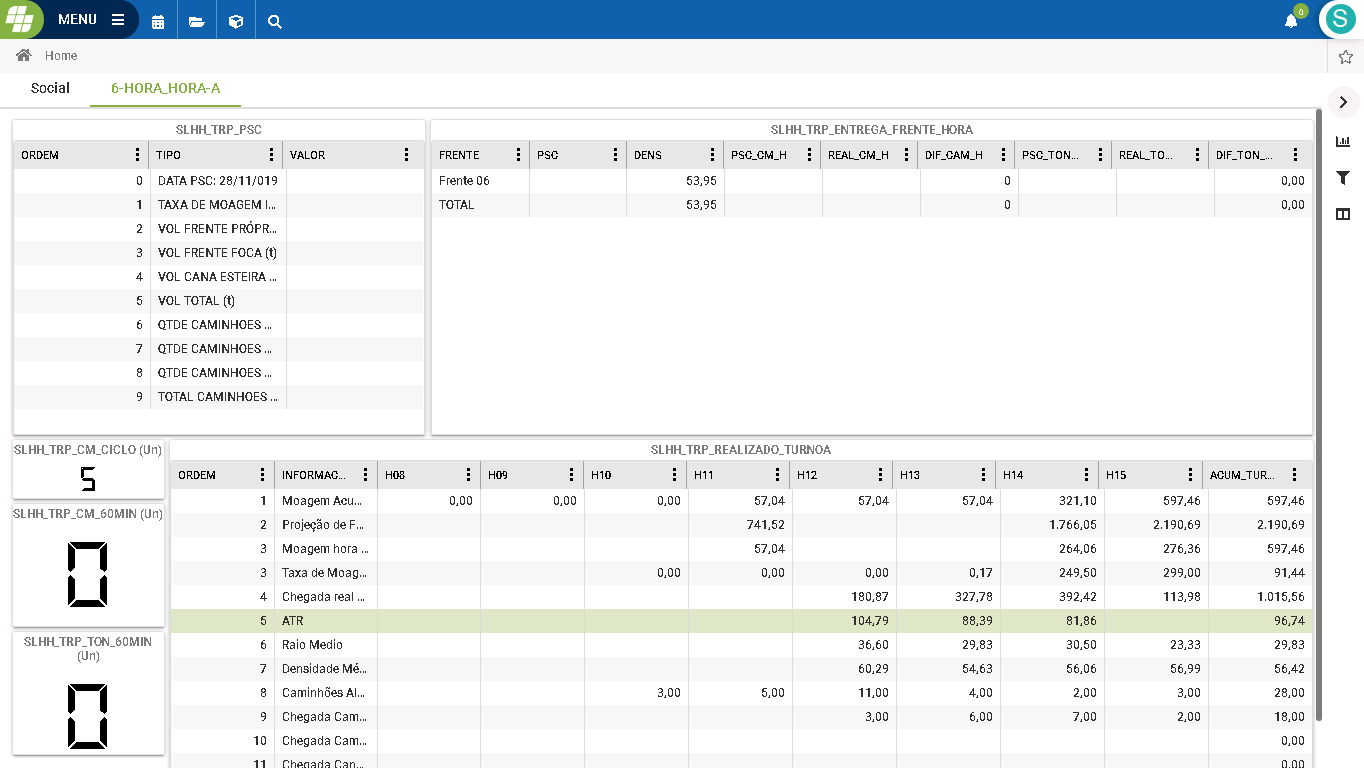 MENU
0
S
Home
Social 6-HORA_HORA-A
SLHH_TRP_PSC
ORDEM TIPO VALOR
0 DATA PSC: 28/11/019
1 TAXA DE MOAGEM I...
2 VOL FRENTE PRÓPR...
3 VOL FRENTE FOCA (t)
4 VOL CANA ESTEIRA ...
5 VOL TOTAL (t)
6 QTDE CAMINHOES ...
7 QTDE CAMINHOES ...
8 QTDE CAMINHOES ...
9 TOTAL CAMINHOES ...
SLHH_TRP_ENTREGA_FRENTE_HORA
FRENTE PSC DENS PSC_CM_H REAL_CM_H DIF_CAM_H PSC_TON... REAL_TO... DIF_TON_...
Frente 06 53,95 0 0,00
TOTAL 53,95 0 0,00
SLHH_TRP_CM_CICLO (Un)
5
SLHH_TRP_CM_60MIN (Un)
0
SLHH_TRP_TON_60MIN
(Un)
0
SLHH_TRP_REALIZADO_TURNOA
ORDEM INFORMAC... H08 H09 H10 H11 H12 H13 H14 H15 ACUM_TUR...
1 Moagem Acu... 0,00 0,00 0,00 57,04 57,04 57,04 321,10 597,46 597,46
2 Projeção de F... 741,52 1.766,05 2.190,69 2.190,69
3 Moagem hora ... 57,04 264,06 276,36 597,46
3 Taxa de Moag... 0,00 0,00 0,00 0,17 249,50 299,00 91,44
4 Chegada real ... 180,87 327,78 392,42 113,98 1.015,56
5 ATR 104,79 88,39 81,86 96,74
6 Raio Medio 36,60 29,83 30,50 23,33 29,83
7 Densidade Mé... 60,29 54,63 56,06 56,99 56,42
8 Caminhões Al... 3,00 5,00 11,00 4,00 2,00 3,00 28,00
9 Chegada Cam... 3,00 6,00 7,00 2,00 18,00
10 Chegada Cam... 0,00
11 Chegada Can... 0,00